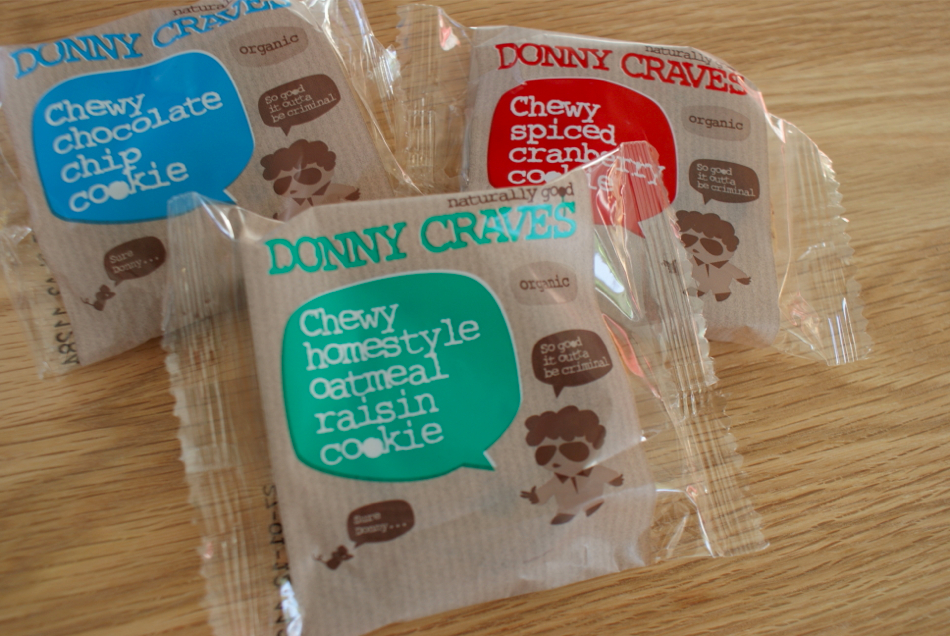 naturally
DONNY CRAVES
organic
Chewy
chocolate
chip
cookie
So good
it outta
be criminal
Sure
Donny...
naturally
DONNY CRAVES
organic
Chewy
spiced
cranberry
cookie
So good
it outta
be criminal
naturally good
DONNY CRAVES
organic
Chewy
homestyle
oatmeal
raisin
cookie
So good
it outta
be criminal
Sure
Donny...